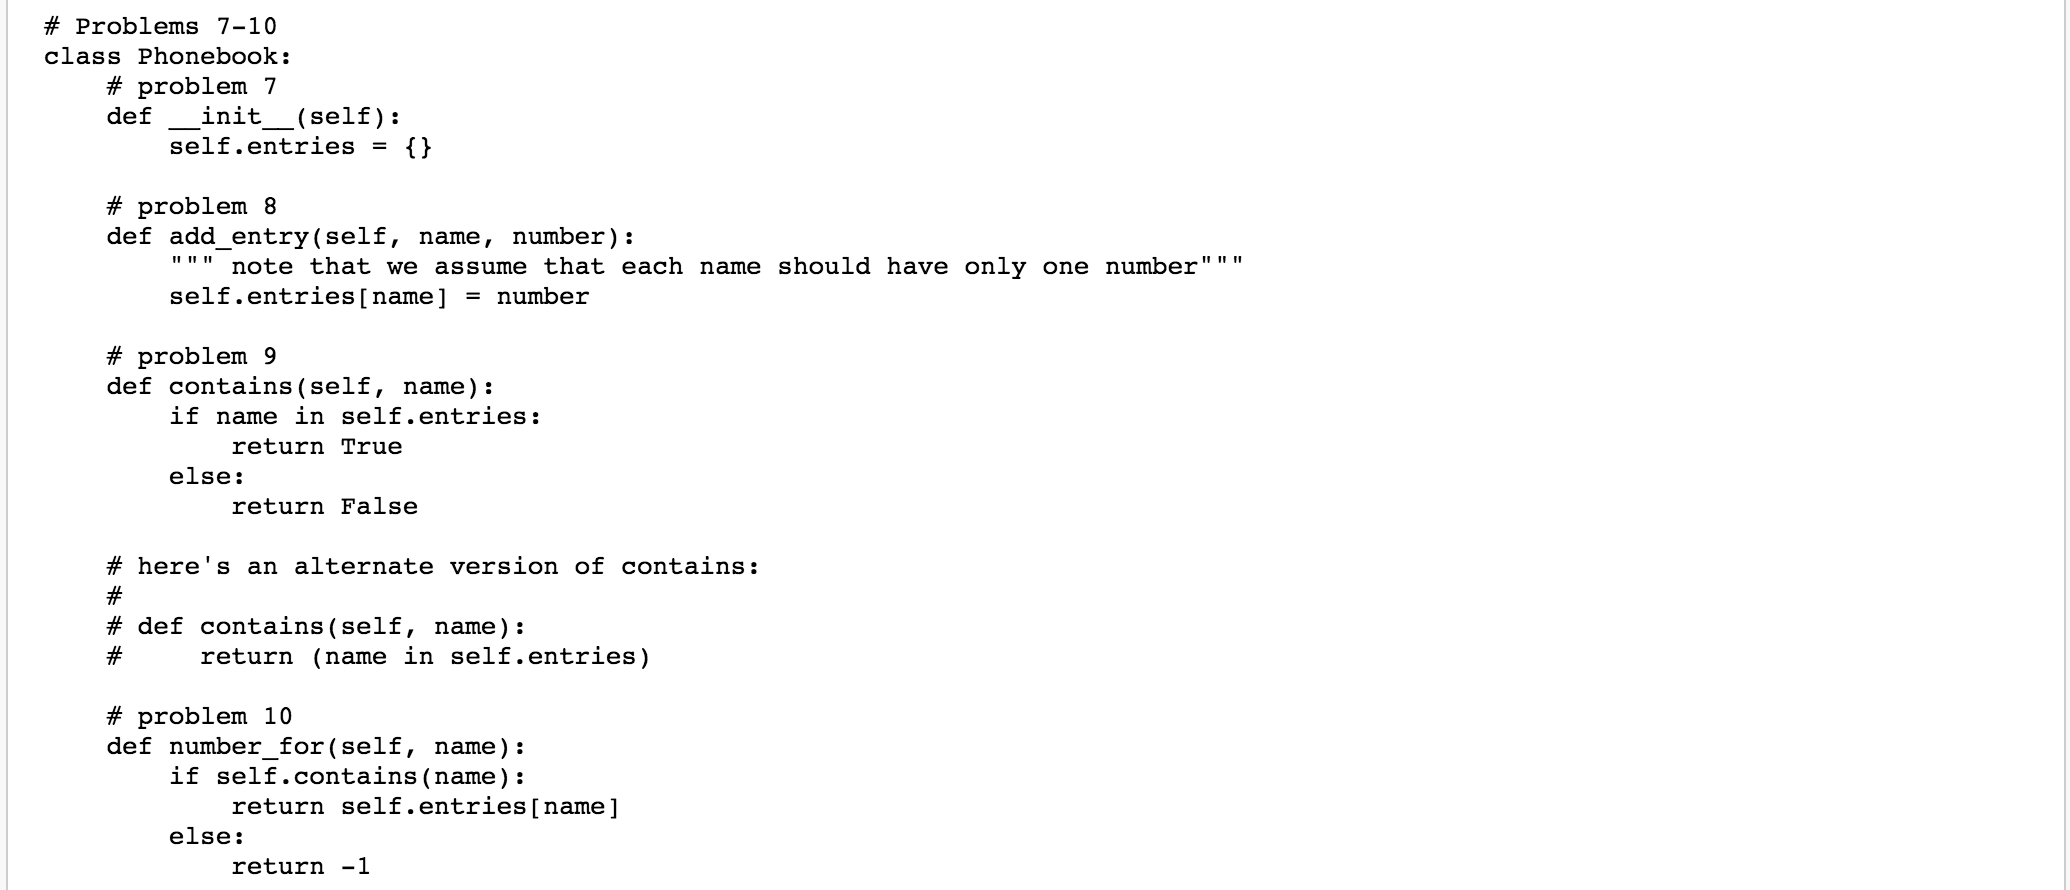 # Problems 7-10
class Phonebook:
    # problem 7
    def __init__(self):
        self.entries = {}

    # problem 8
    def add_entry(self, name, number):
        """ note that we assume that each name should have only one number"""
        self.entries[name] = number

    # problem 9
    def contains(self, name):
        if name in self.entries:
            return True
        else:
            return False

    # here's an alternate version of contains:
    #
    # def contains(self, name):
    #     return (name in self.entries)

    # problem 10
    def number_for(self, name):
        if self.contains(name):
            return self.entries[name]
        else:
            return -1